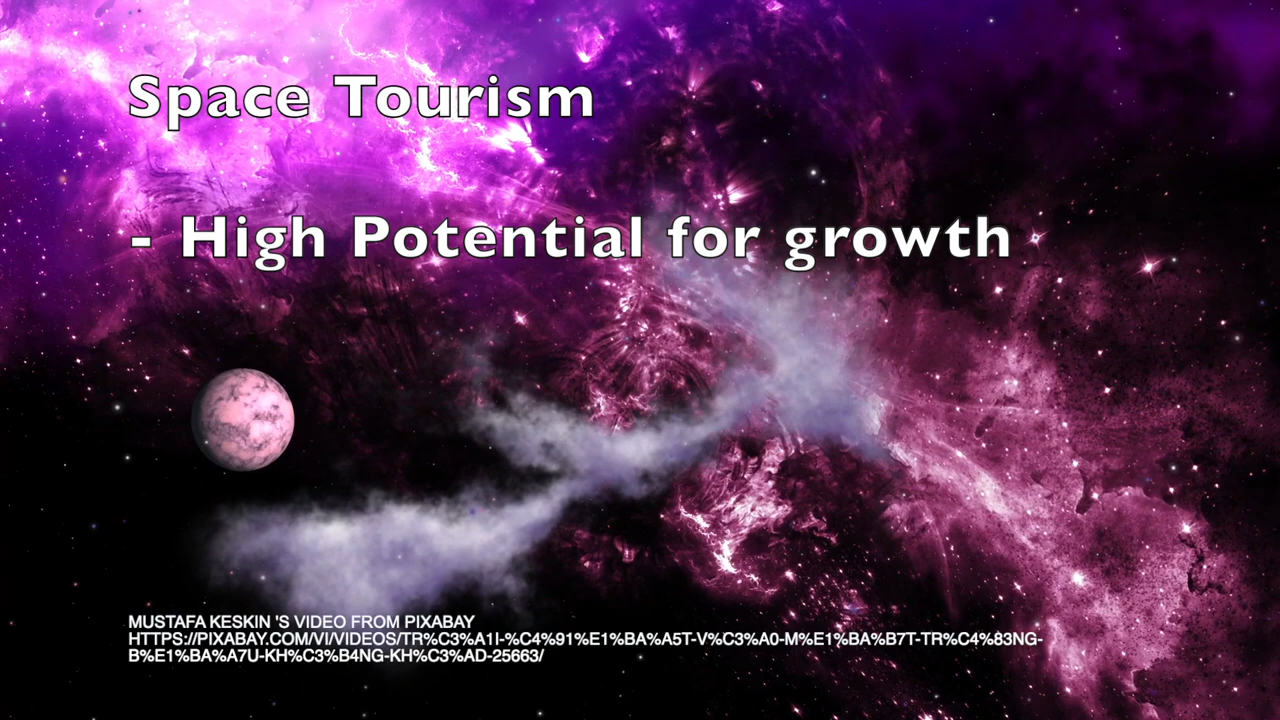 Space Tourism
- High Potential for growth
MUSTAFA KESKIN 'S VIDEO FROM PIXABAY
HTTPS://PIXABAY.COM/VI/VIDEOS/TR%C3%A1I-%C4%91%E1%BA%A5T-V%C3%A0-M%E1%BA%B7T-TR%C4%83NG-
B%E1%BA%A7U-KH%C3%B4NG-KH%C3%AD-25663/